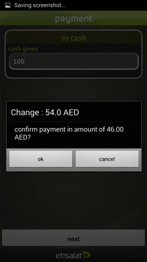 Saving screenshot...
payment
to cash
cash given
100
Change : 54.0 AED
confirm payment in amount of 46.00
AED?
ok
cancel
next
etisalat